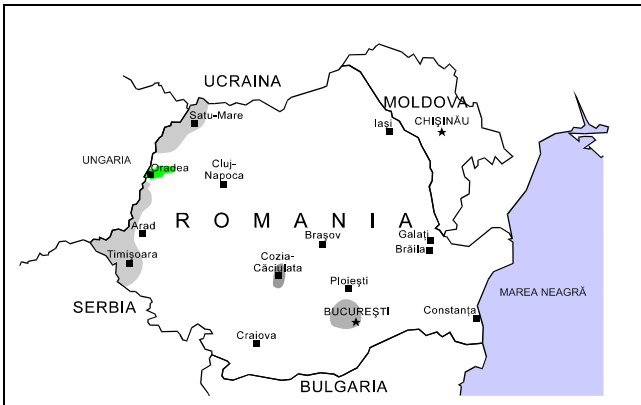 UCRAINA
MOLDOVA
Satu-Mare
Iași
CHIȘINĂU
UNGARIA
Oradea
Cluj-
Napoca
R O M A N I A
Arad
Brașov
Galați
Brăila
Timișoara
Cozia-
Căciulata
Ploiești
MAREA NEAGRĂ
SERBIA
BUCUREȘTI
Constanța
Craiova
BULGARIA